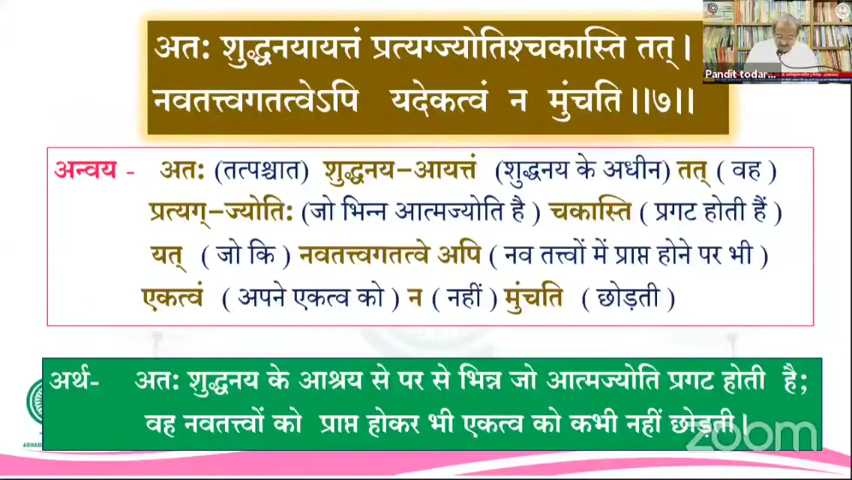 अत: शुद्धनयायत्तं प्रत्यग्ज्योतिश्चकास्ति तत्।
नवतत्त्वगतत्वेऽपि यदेकत्वं न मुंचति।।७।।
Pandit todar...
अन्वय - अत: (तत्पश्चात) शुद्धनय-आयत्तं (शुद्धनय के अधीन) तत् ( वह )
प्रत्यग्-ज्योति: (जो भिन्न आत्मज्योति है ) चकास्ति ( प्रगट होती हैं )
यत् ( जो कि ) नवतत्त्वगतत्वे अपि ( नव तत्त्वों में प्राप्त होने पर भी )
एकत्वं ( अपने एकत्व को ) न ( नहीं ) मुंचति ( छोड़ती )
अर्थ- अत: शुद्धनय के आश्रय से पर से भिन्न जो आत्मज्योति प्रगट होती है;
वह नवतत्त्वों को प्राप्त होकर भी एकत्व को कभी नहीं छोड़ती।
zoom